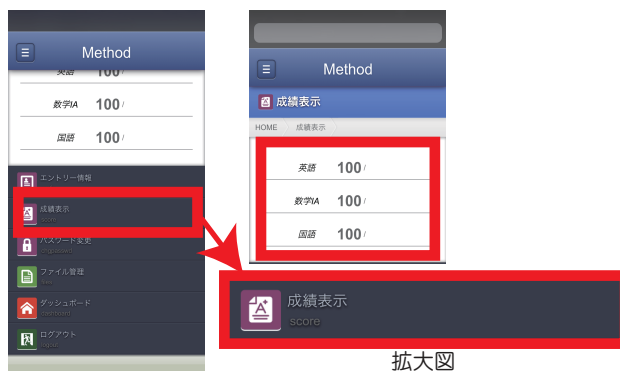 Method
英語 100 /
数学IA 100 /
国語 100 /
エントリー情報
成績表示
score
パスワード変更
ファイル管理
files
ダッシュボード
dashboard
ログアウト
logout
Method
成績表示
HOME 成績表示
英語 100 /
数学IA 100 /
国語 100 /
成績表示
score
拡大図